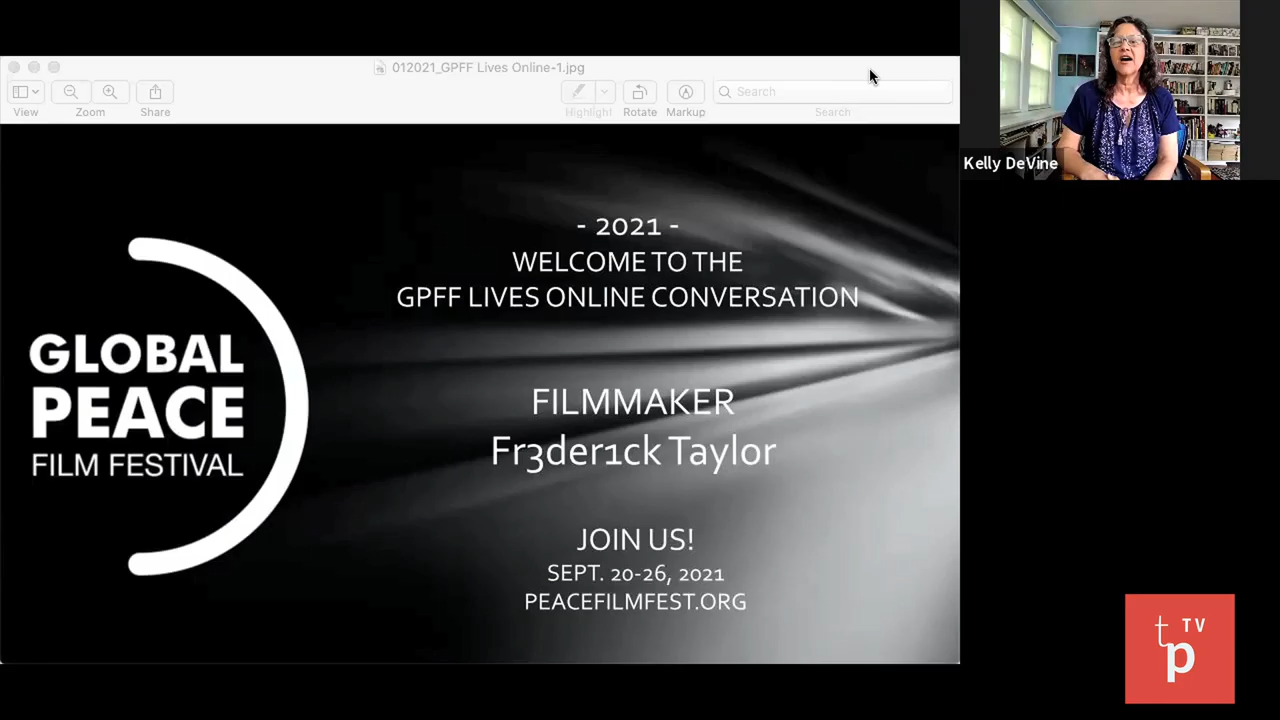 012021_GPFF Lives Online-1.jpg
View
Zoom
Share
Highlight
Rotate
Markup
Search
Search
Kelly DeVine
- 2021 -
WELCOME TO THE
GPFF LIVES ONLINE CONVERSATION
GLOBAL
PEACE
FILM FESTIVAL
FILMMAKER
Fr3der1ck Taylor
JOIN US!
SEPT. 20-26, 2021
PEACEFILMFEST.ORG
tp TV